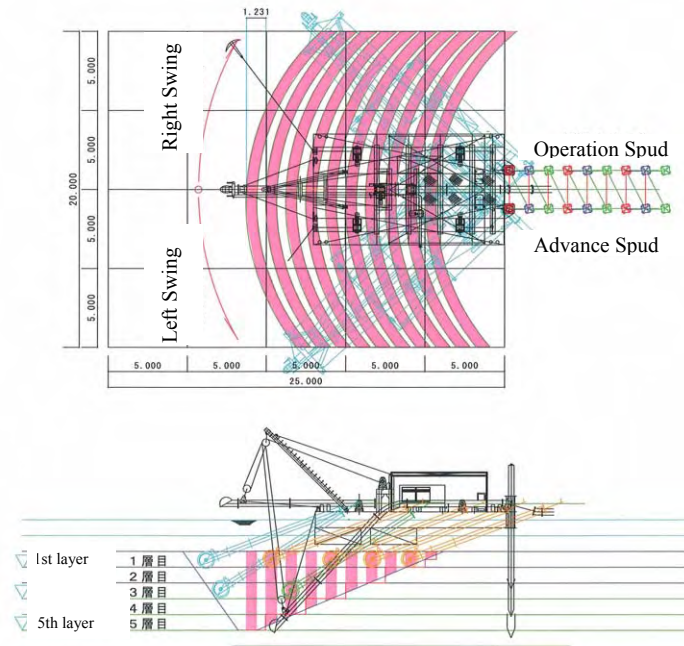 1.231
5.000
Right Swing
5.000
20.000
Operation Spud
5.000
Left Swing
Advance Spud
5.000
5.000 5.000 5.000 5.000 5.000
25.000
1st layer 1層目
2層目
3層目
4層目
5th layer 5層目